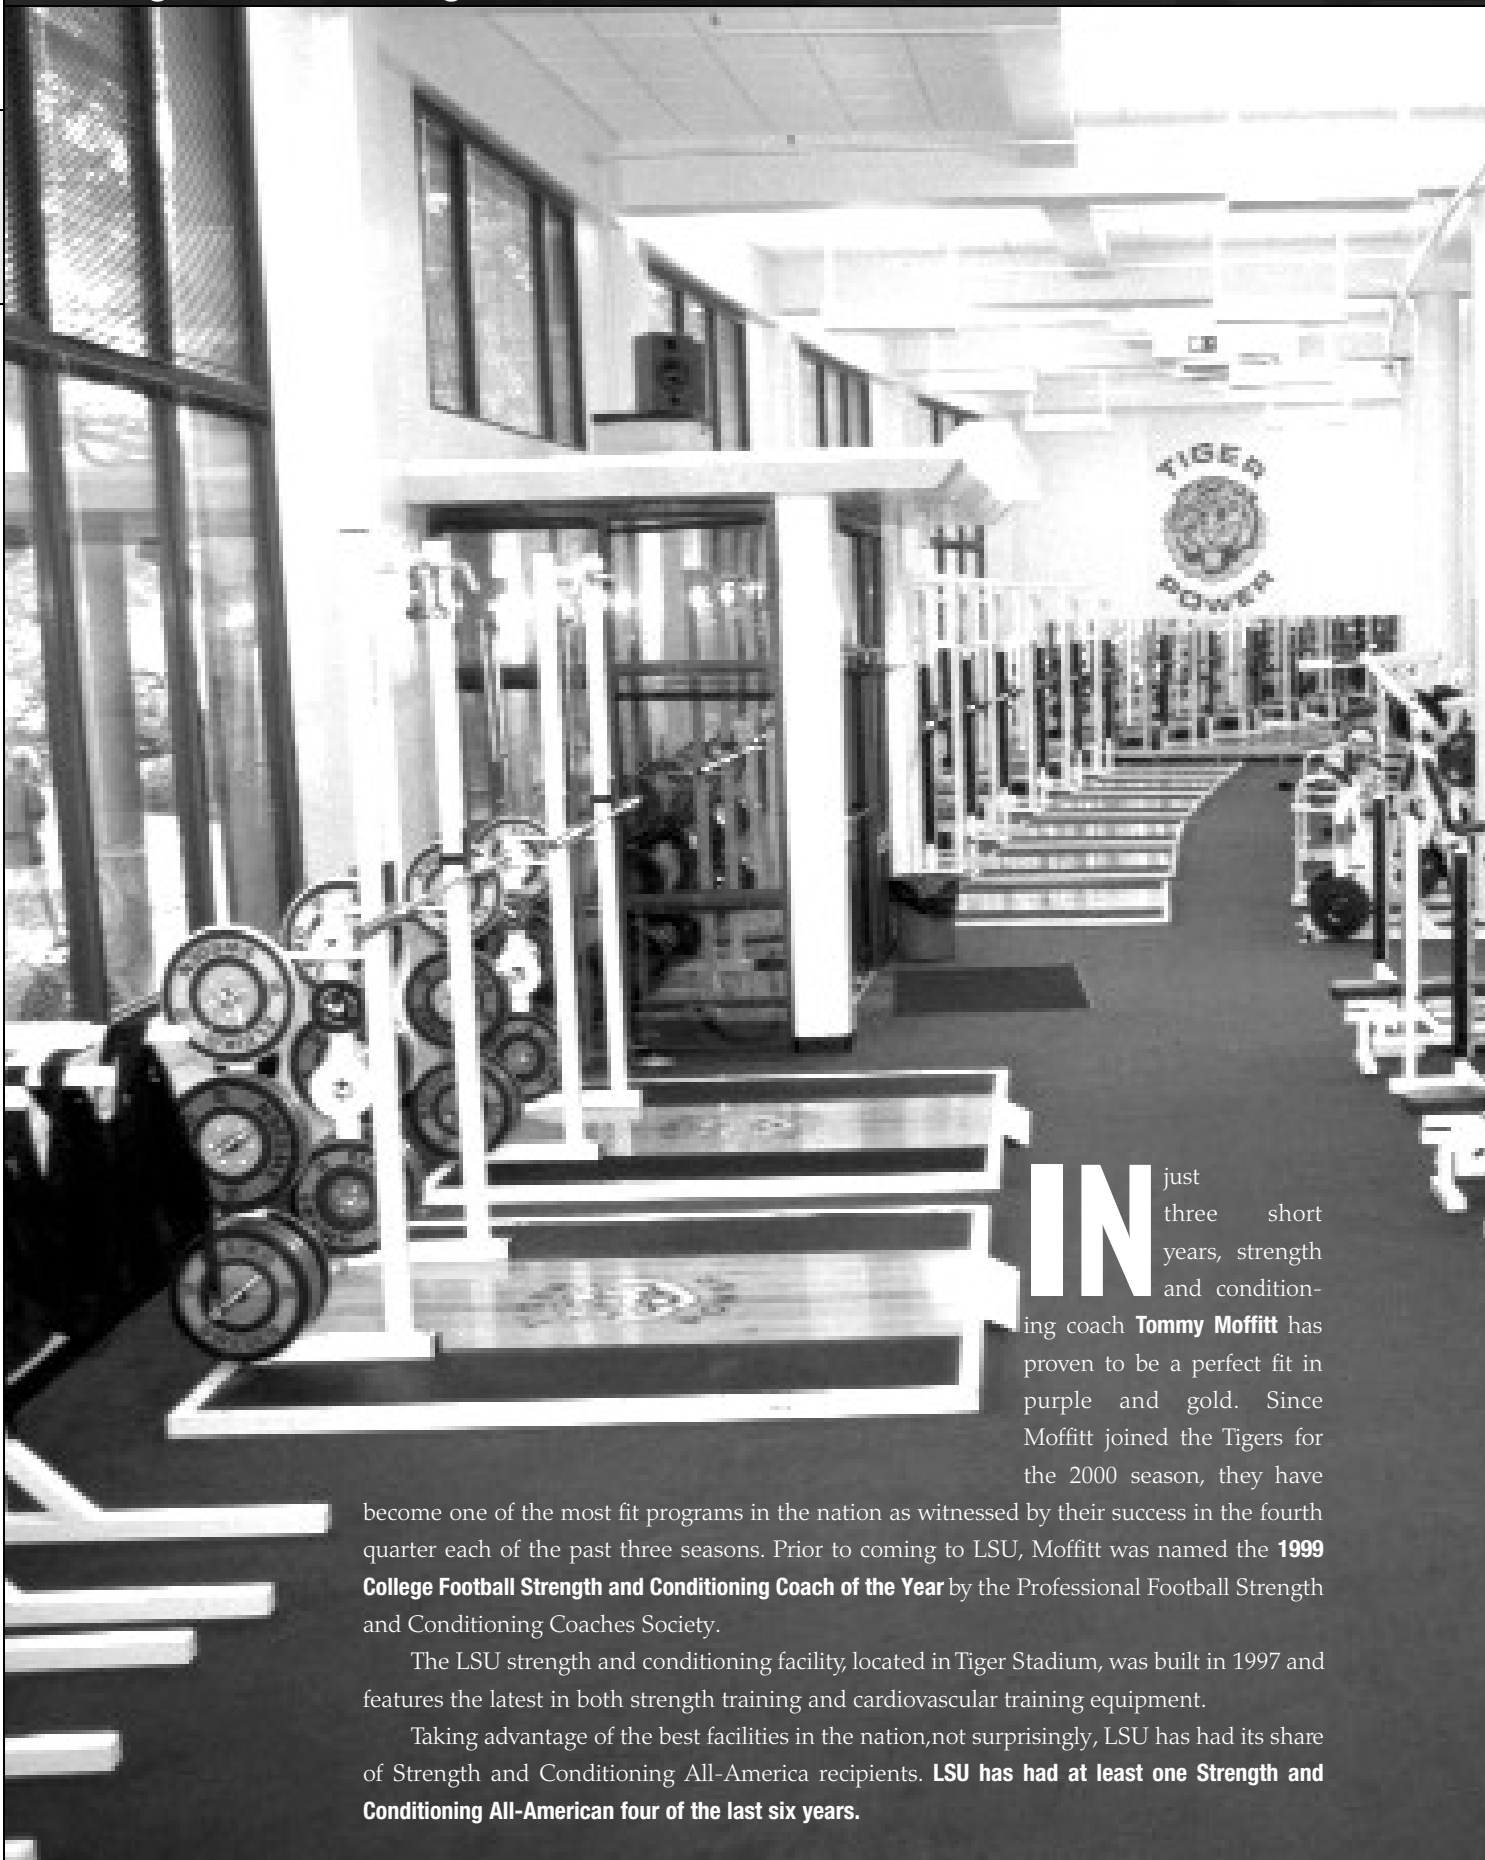 TIGER
POWER
IN just
three short
years, strength
and condition-
ing coach Tommy Moffitt has
proven to be a perfect fit in
purple and gold. Since
Moffitt joined the Tigers for
the 2000 season, they have
become one of the most fit programs in the nation as witnessed by their success in the fourth
quarter each of the past three seasons. Prior to coming to LSU, Moffitt was named the 1999
College Football Strength and Conditioning Coach of the Year by the Professional Football Strength
and Conditioning Coaches Society.
The LSU strength and conditioning facility, located in Tiger Stadium, was built in 1997 and
features the latest in both strength training and cardiovascular training equipment.
Taking advantage of the best facilities in the nation,not surprisingly, LSU has had its share
of Strength and Conditioning All-America recipients. LSU has had at least one Strength and
Conditioning All-American four of the last six years.